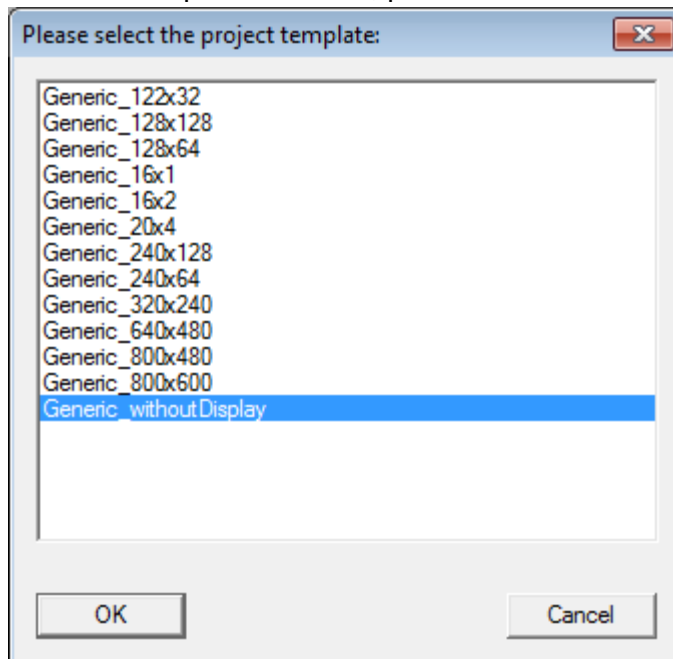 Please select the project template:
Generic_122x32
Generic_128x128
Generic_128x64
Generic_16x1
Generic_16x2
Generic_20x4
Generic_240x128
Generic_240x64
Generic_320x240
Generic_640x480
Generic_800x480
Generic_800x600
Generic_withoutDisplay
OK
Cancel